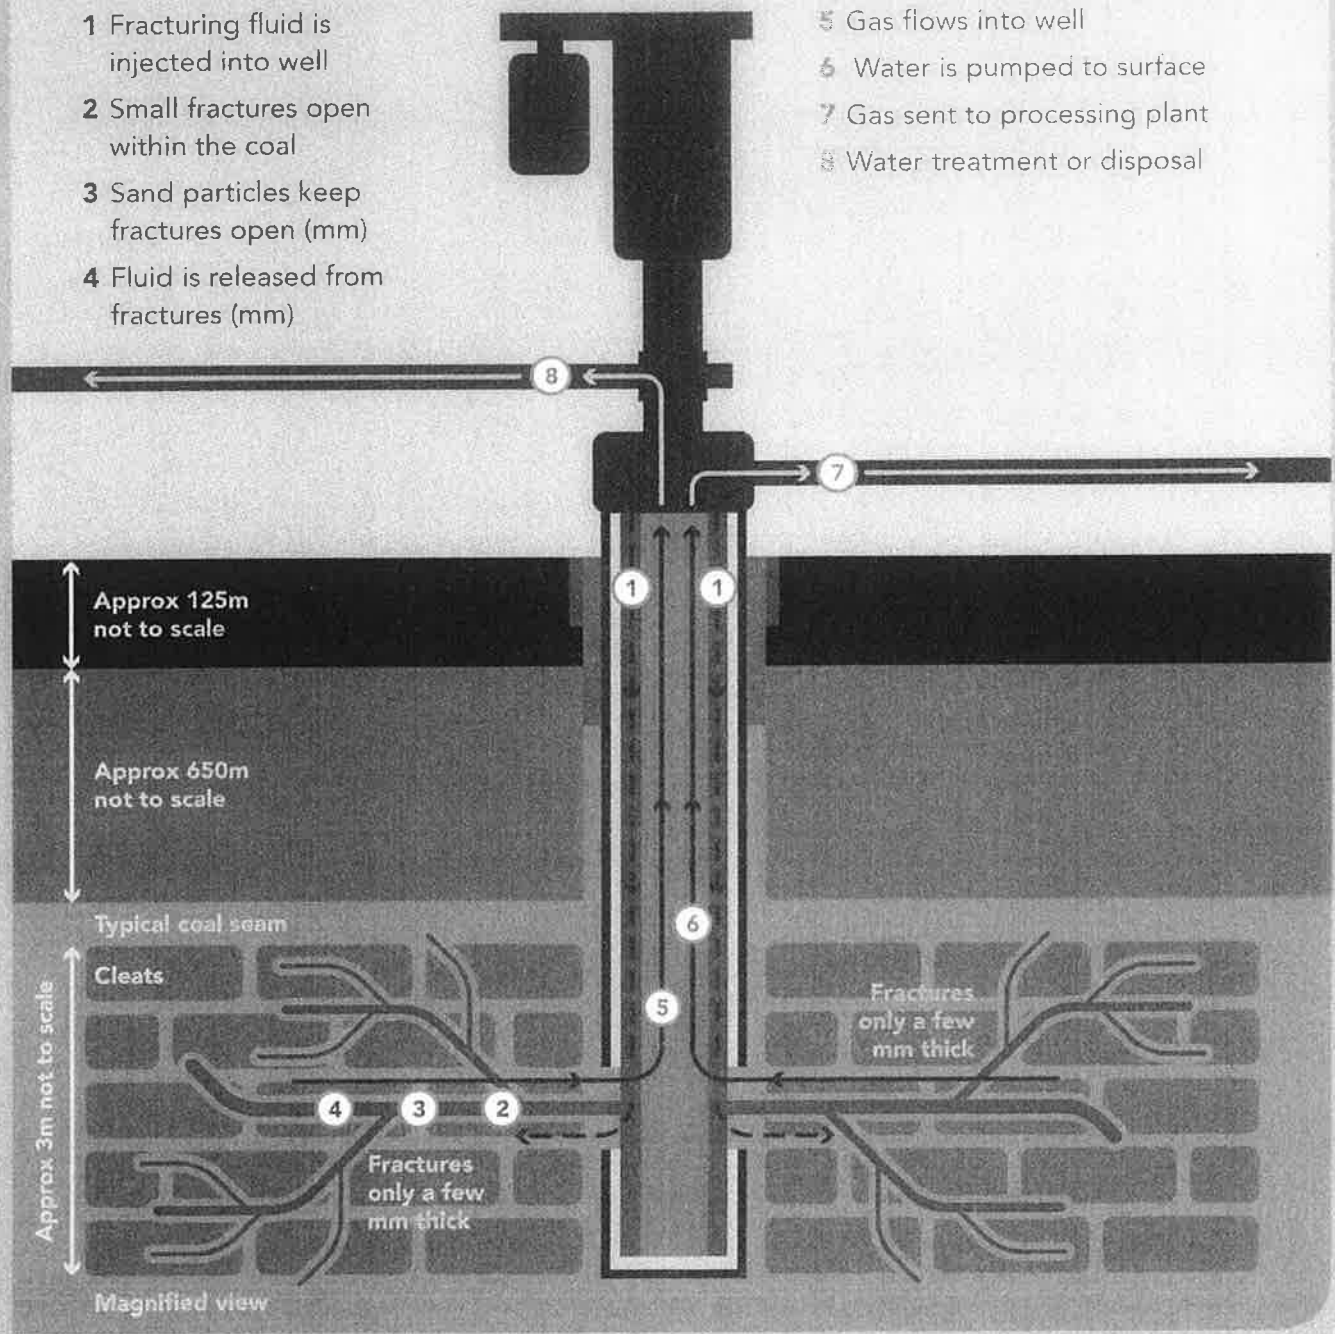 1 Fracturing fluid is
injected into well
2 Small fractures open
within the coal
3 Sand particles keep
fractures open (mm)
4 Fluid is released from
fractures (mm)
5 Gas flows into well
6 Water is pumped to surface
7 Gas sent to processing plant
8 Water treatment or disposal
8
7
1 1
Approx 125m
not to scale
Approx 650m
not to scale
Typical coal seam
6
Cleats
5
Fractures
only a few
mm thick
Approx 3m not to scale
4 3 2
Fractures
only a few
mm thick
Magnified view